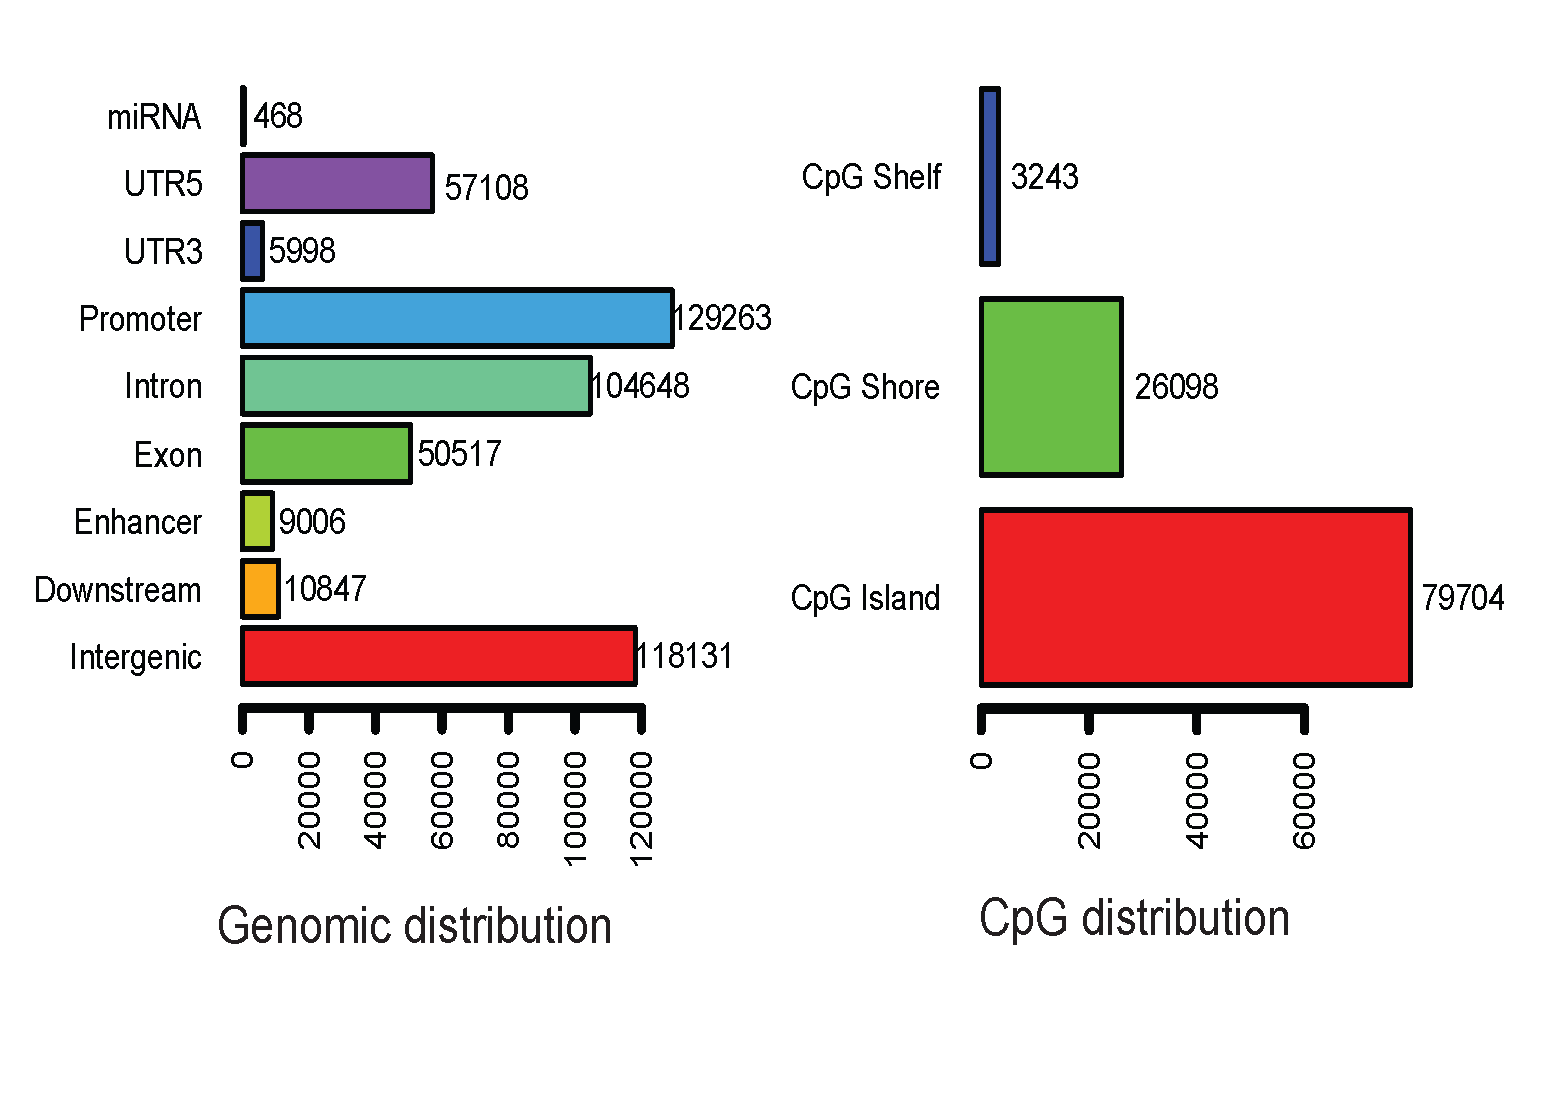 miRNA 468
UTR5 57108
UTR3 5998
Promoter 129263
Intron 104648
Exon 50517
Enhancer 9006
Downstream 10847
Intergenic 118131
0 20000 40000 60000 80000 100000 120000
Genomic distribution
CpG Shelf 3243
CpG Shore 26098
CpG Island 79704
0 20000 40000 60000
CpG distribution